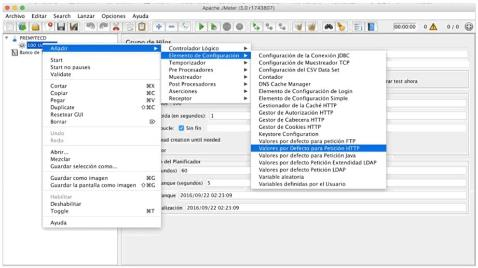 Apache JMeter (3.0 r1743807)
Archivo Editar Search Lanzar Opciones Ayuda
00:00:00 0 0 / 0
PREMYTECD
100 Us
Banco de
Grupo de Hilos
Añadir
Start
Start no pauses
Validate
Cortar ⌘X
Copiar ⌘C
Pegar ⌘V
Duplicate ⇧⌘C
Resetear GUI
Borrar ⌦
Undo
Redo
Abrir...
Mezclar
Guardar selección como...
Guardar como imagen ⌘G
Guardar la pantalla como imagen ⇧⌘G
Habilitar
Deshabilitar
Toggle ⌘T
Ayuda
Controlador Lógico
Elemento de Configuración
Temporizador
Pre Procesadores
Muestreador
Post Procesadores
Aserciones
Receptor
Configuración de la Conexión JDBC
Configuración de Muestreador TCP
Configuración del CSV Data Set
Contador
DNS Cache Manager
Elemento de Configuración de Login
Elemento de Configuración Simple
Gestionador de la Caché HTTP
Gestor de Autorización HTTP
Gestor de Cabecera HTTP
Gestor de Cookies HTTP
Keystore Configuration
Valores por defecto para petición FTP
Valores por defecto para Petición HTTP
Valores por defecto para Petición Java
Valores por defecto para Petición Extendidad LDAP
Valores por defecto para Petición LDAP
Variable aleatoria
Variables definidas por el Usuario
rar test ahora
100
bida (en segundos): 1
bucle: Sin fin
ead creation until needed
or
del Planificador
undos) 60
anque (segundos) 5
anque 2016/09/22 02:23:09
alización 2016/09/22 02:23:09